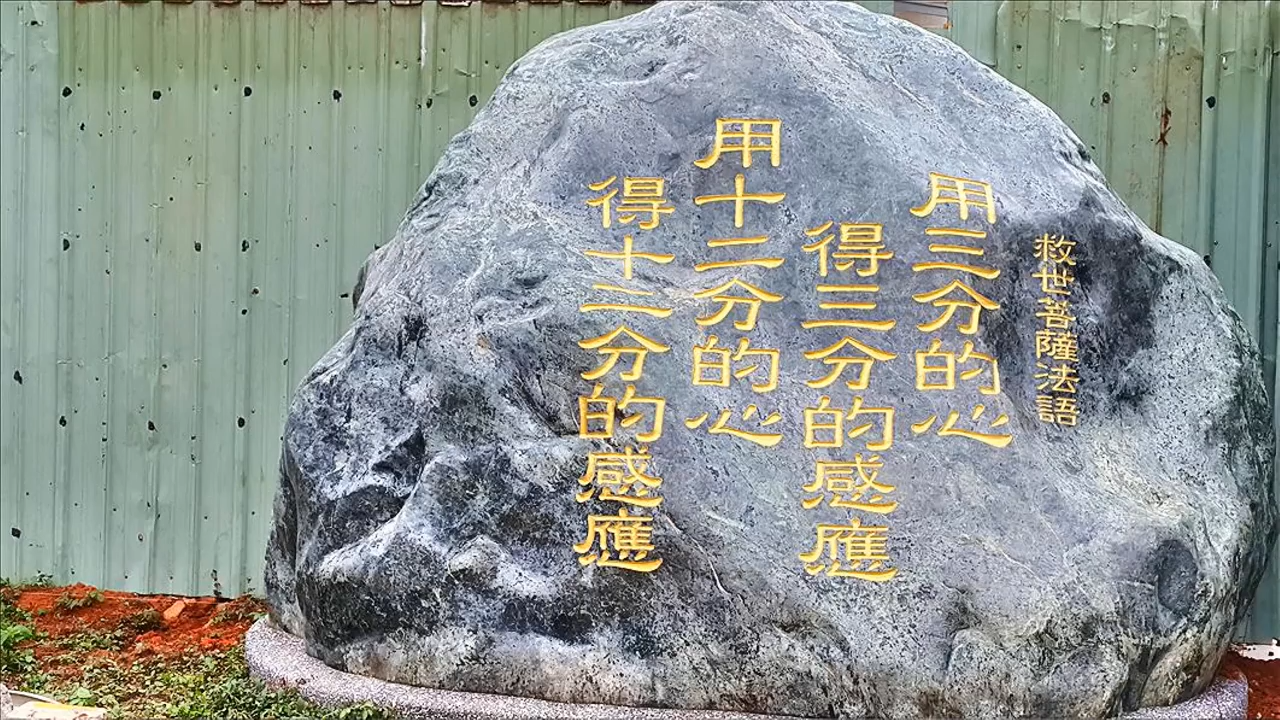 救世菩薩法語
用三分的心
得三分的感應
用十二分的心
得十二分的感應